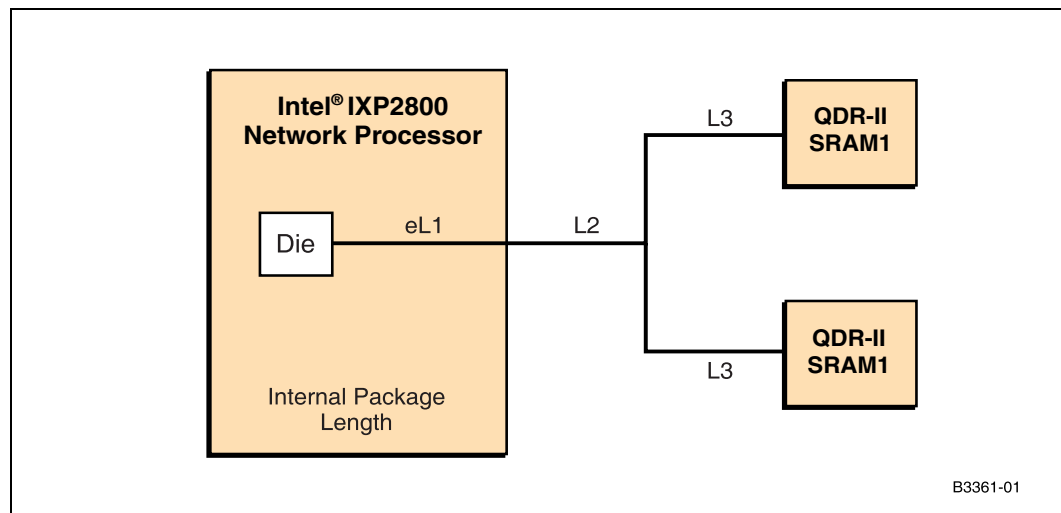 Intel® IXP2800
Network Processor
Die
eL1
Internal Package
Length
L2
L3
QDR-II
SRAM1
L3
QDR-II
SRAM1
B3361-01